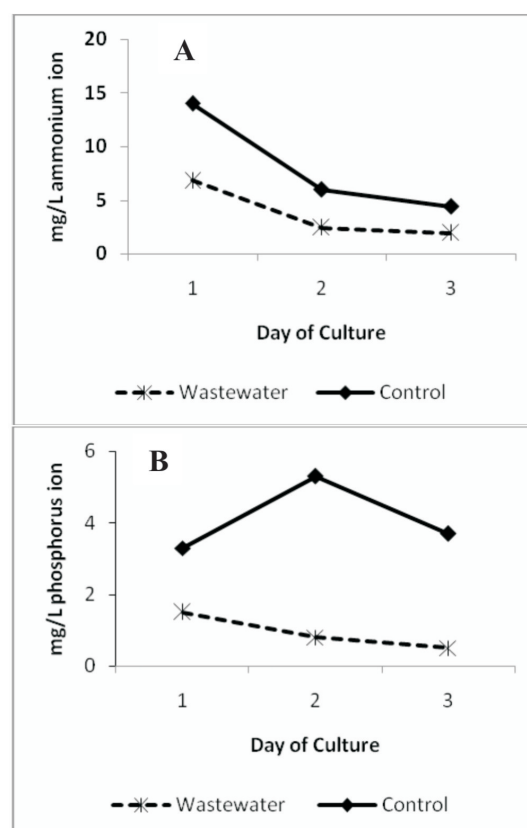 A
mg/L ammonium ion
20
15
10
5
0
1 2 3
Day of Culture
Wastewater Control
B
mg/L phosphorus ion
6
4
2
0
1 2 3
Day of Culture
Wastewater Control